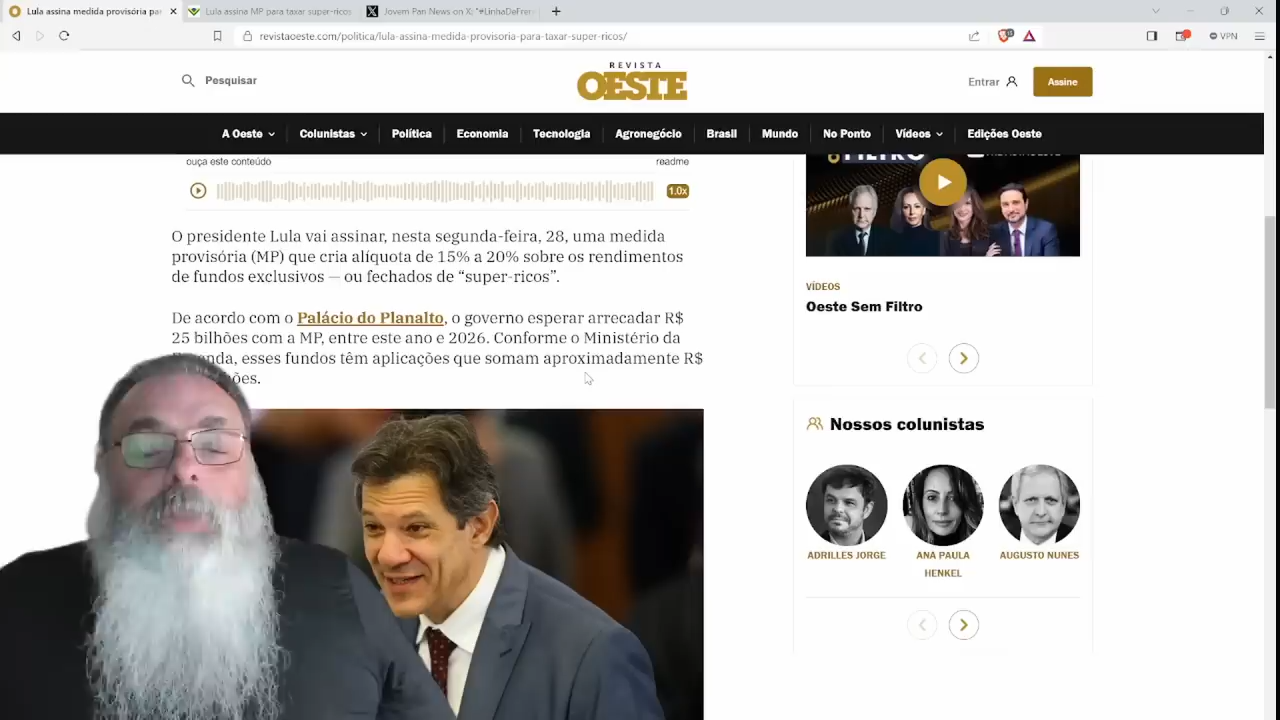 Lula assina medida provisória pa
Lula assina MP para taxar super-ricos
Jovem Pan News on X: "#LinhaDeFren
revistaoeste.com/politica/lula-assina-medida-provisoria-para-taxar-super-ricos/
VPN
Pesquisar
REVISTA
OESTE
Entrar
Assine
A Oeste
Colunistas
Política
Economia
Tecnologia
Agronegócio
Brasil
Mundo
No Ponto
Vídeos
Edições Oeste
ouça este conteúdo
readme
1.0x
O presidente Lula vai assinar, nesta segunda-feira, 28, uma medida
provisória (MP) que cria alíquota de 15% a 20% sobre os rendimentos
de fundos exclusivos — ou fechados de “super-ricos”.
De acordo com o Palácio do Planalto, o governo esperar arrecadar R$
25 bilhões com a MP, entre este ano e 2026. Conforme o Ministério da
esses fundos têm aplicações que somam aproximadamente R$
VÍDEOS
Oeste Sem Filtro
Nossos colunistas
ADRILLES JORGE
ANA PAULA
HENKEL
AUGUSTO NUNES